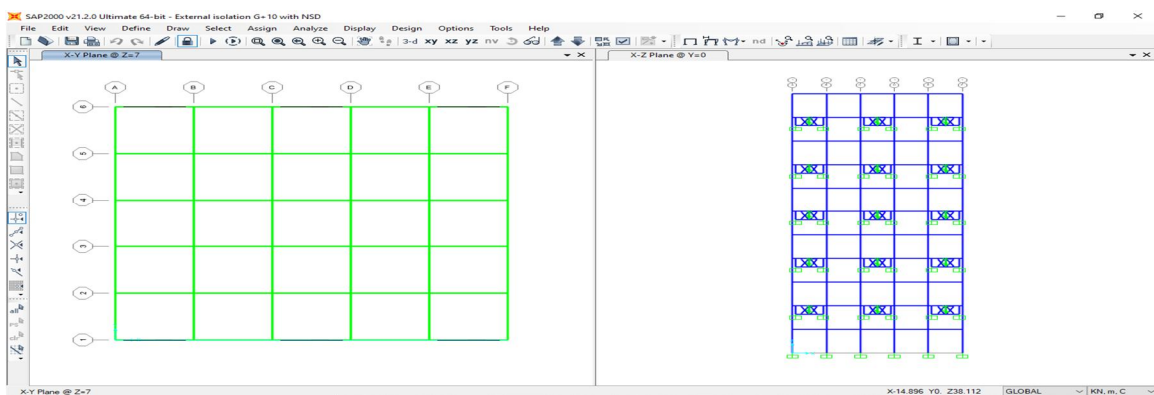 SAP2000 v21.2.0 Ultimate 64-bit - External isolation G+10 with NSD
File Edit View Define Draw Select Assign Analyze Display Design Options Tools Help
3-d xy xz yz nv nd
X-Y Plane @ Z=7
X-Z Plane @ Y=0
A B C D E F
6
5
4
3
2
1
all
X-Y Plane @ Z=7 X-14.896 Y0. Z38.112 GLOBAL KN, m, C